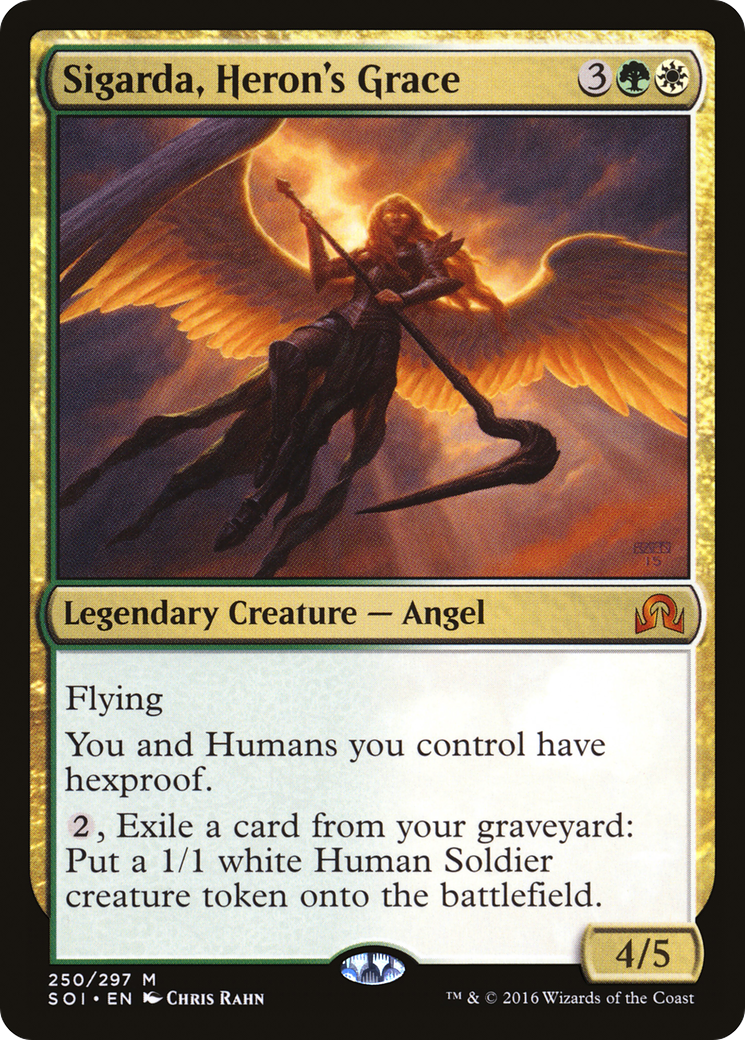 Sigarda, Heron's Grace 3
Legendary Creature — Angel
Flying
You and Humans you control have
hexproof.
2, Exile a card from your graveyard:
Put a 1/1 white Human Soldier
creature token onto the battlefield.
4/5
250/297 M
SOI • EN Chris Rahn
™ & © 2016 Wizards of the Coast